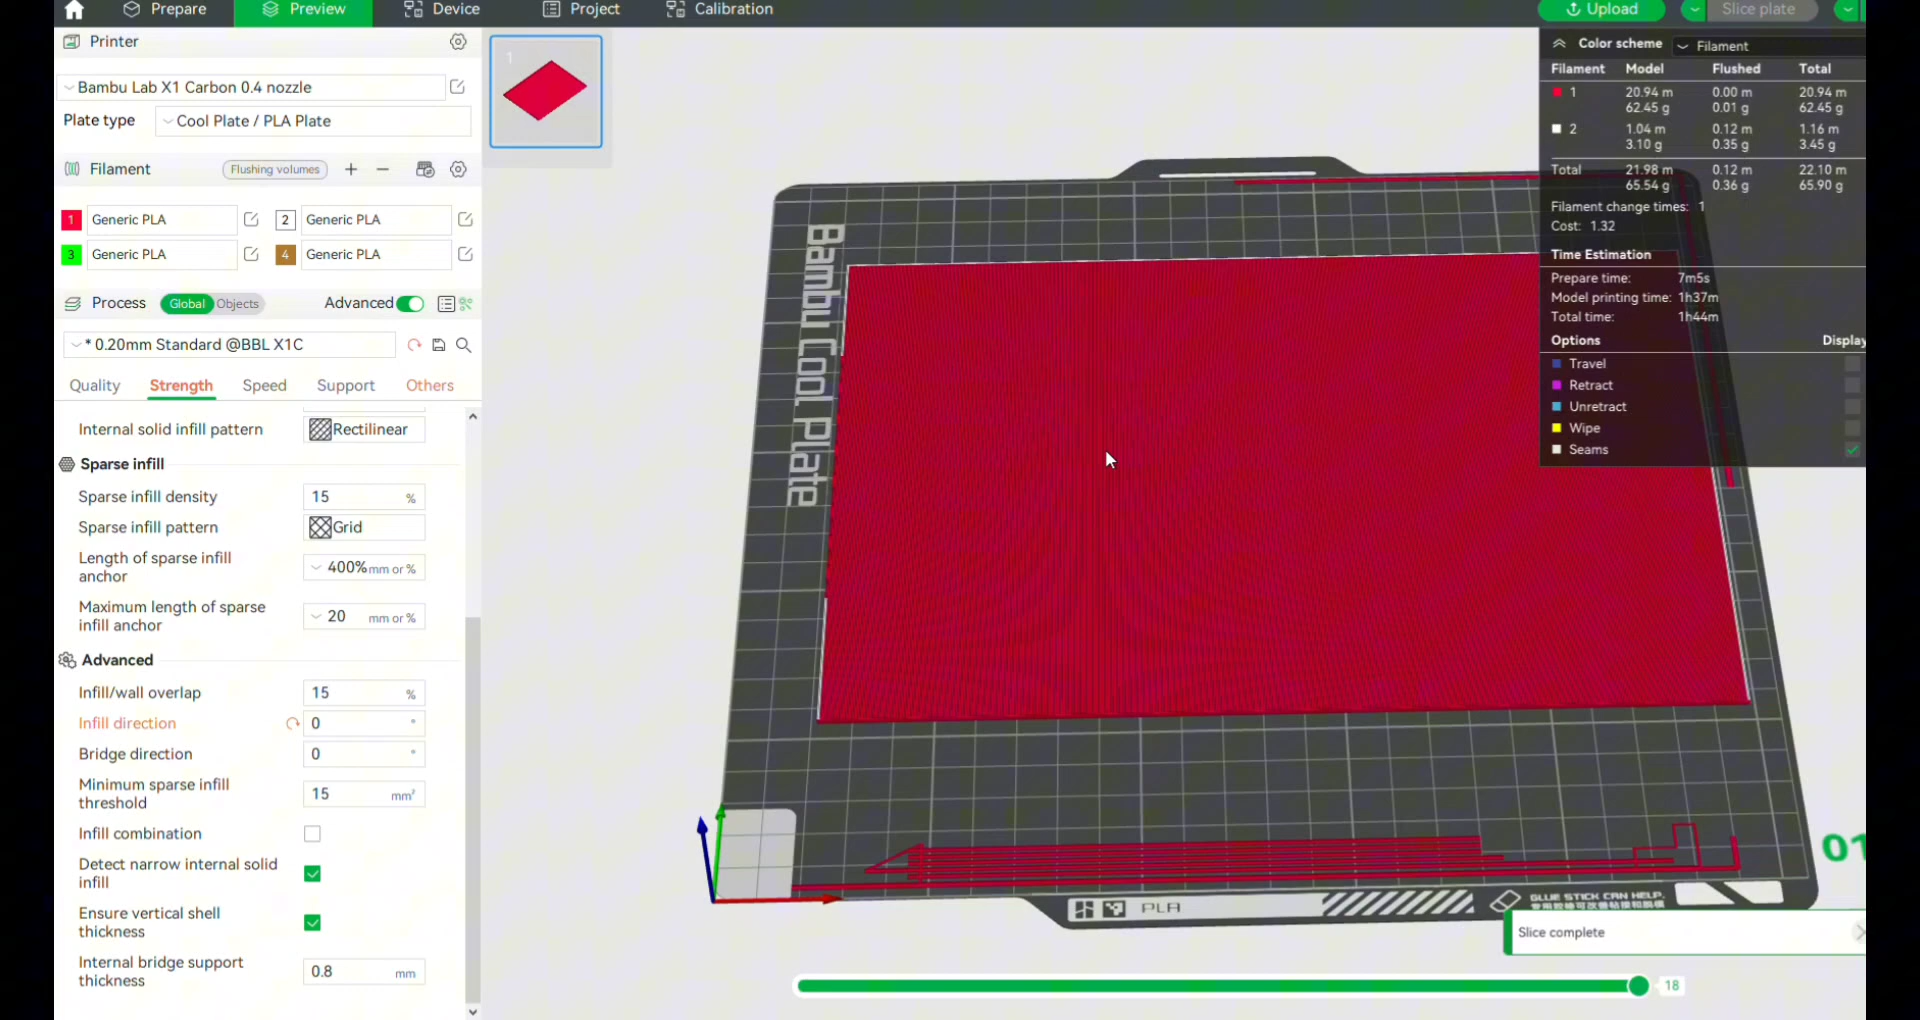 Prepare
Preview
Device
Project
Calibration
Upload
Slice plate
Printer
Bambu Lab X1 Carbon 0.4 nozzle
Plate type
Cool Plate / PLA Plate
Filament
Flushing volumes
1 Generic PLA
2 Generic PLA
3 Generic PLA
4 Generic PLA
Process
Global
Objects
Advanced
* 0.20mm Standard @BBL X1C
Quality
Strength
Speed
Support
Others
Internal solid infill pattern
Rectilinear
Sparse infill
Sparse infill density
15 %
Sparse infill pattern
Grid
Length of sparse infill
anchor
400% mm or %
Maximum length of sparse
infill anchor
20 mm or %
Advanced
Infill/wall overlap
15 %
Infill direction
0 °
Bridge direction
0 °
Minimum sparse infill
threshold
15 mm²
Infill combination
Detect narrow internal solid
infill
Ensure vertical shell
thickness
Internal bridge support
thickness
0.8 mm
1
Bambu Cool Plate
PLA
GLUE STICK CAN HELP.
01
Slice complete
18
Color scheme
Filament
Filament Model Flushed Total
1 20.94 m 0.00 m 20.94 m
62.45 g 0.01 g 62.45 g
2 1.04 m 0.12 m 1.16 m
3.10 g 0.35 g 3.45 g
Total 21.98 m 0.12 m 22.10 m
65.54 g 0.36 g 65.90 g
Filament change times: 1
Cost: 1.32
Time Estimation
Prepare time: 7m5s
Model printing time: 1h37m
Total time: 1h44m
Options Display
Travel
Retract
Unretract
Wipe
Seams